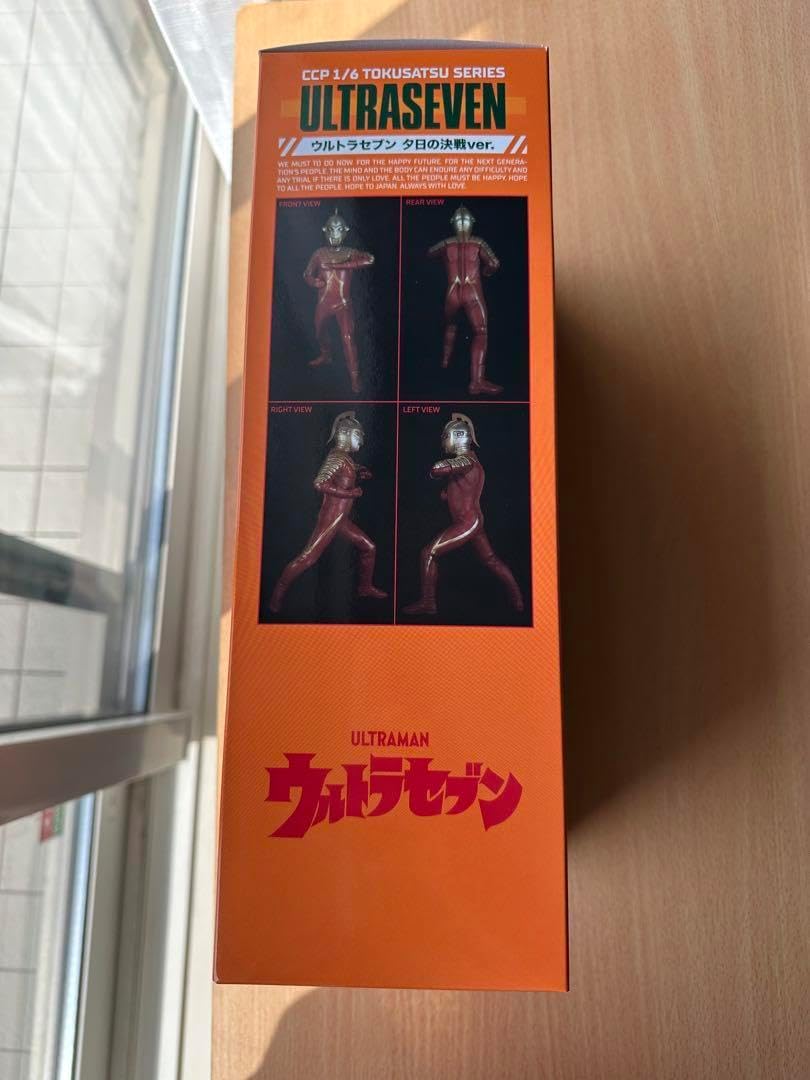 CCP 1/6 TOKUSATSU SERIES
ULTRASEVEN
ウルトラセブン 夕日の決戦ver.
WE MUST TO DO NOW. FOR THE HAPPY FUTURE. FOR THE NEXT GENERA-
TION'S PEOPLE. THE MIND AND THE BODY CAN ENDURE ANY DIFFICULTY AND
ANY TRIAL IF THERE IS ONLY LOVE. ALL THE PEOPLE MUST BE HAPPY. HOPE
TO ALL THE PEOPLE. HOPE TO JAPAN. ALWAYS WITH LOVE.
FRONT VIEW
REAR VIEW
RIGHT VIEW
LEFT VIEW
ULTRAMAN
ウルトラセブン